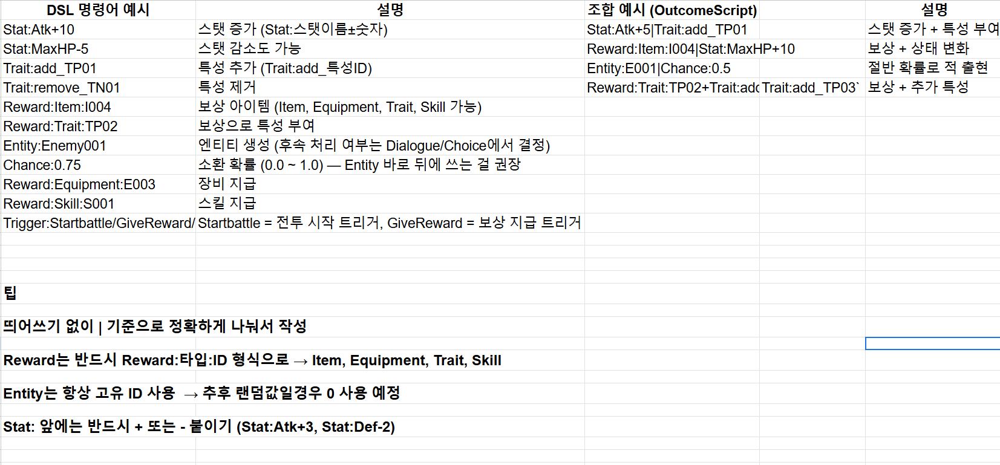 DSL 명령어 예시 설명 조합 예시 (OutcomeScript) 설명
Stat:Atk+10 스탯 증가 (Stat:스탯이름±숫자) Stat:Atk+5|Trait:add_TP01 스탯 증가 + 특성 부여
Stat:MaxHP-5 스탯 감소도 가능 Reward:Item:I004|Stat:MaxHP+10 보상 + 상태 변화
Trait:add_TP01 특성 추가 (Trait:add_특성ID) Entity:E001|Chance:0.5 절반 확률로 적 출현
Trait:remove_TN01 특성 제거 Reward:Trait:TP02+Trait:adc Trait:add_TP03` 보상 + 추가 특성
Reward:Item:I004 보상 아이템 (Item, Equipment, Trait, Skill 가능)
Reward:Trait:TP02 보상으로 특성 부여
Entity:Enemy001 엔티티 생성 (후속 처리 여부는 Dialogue/Choice에서 결정)
Chance:0.75 소환 확률 (0.0 ~ 1.0) — Entity 바로 뒤에 쓰는 걸 권장
Reward:Equipment:E003 장비 지급
Reward:Skill:S001 스킬 지급
Trigger:Startbattle/GiveReward/ Startbattle = 전투 시작 트리거, GiveReward = 보상 지급 트리거
팁
띄어쓰기 없이 | 기준으로 정확하게 나눠서 작성
Reward는 반드시 Reward:타입:ID 형식으로 → Item, Equipment, Trait, Skill
Entity는 항상 고유 ID 사용 → 추후 랜덤값일경우 0 사용 예정
Stat: 앞에는 반드시 + 또는 - 붙이기 (Stat:Atk+3, Stat:Def-2)